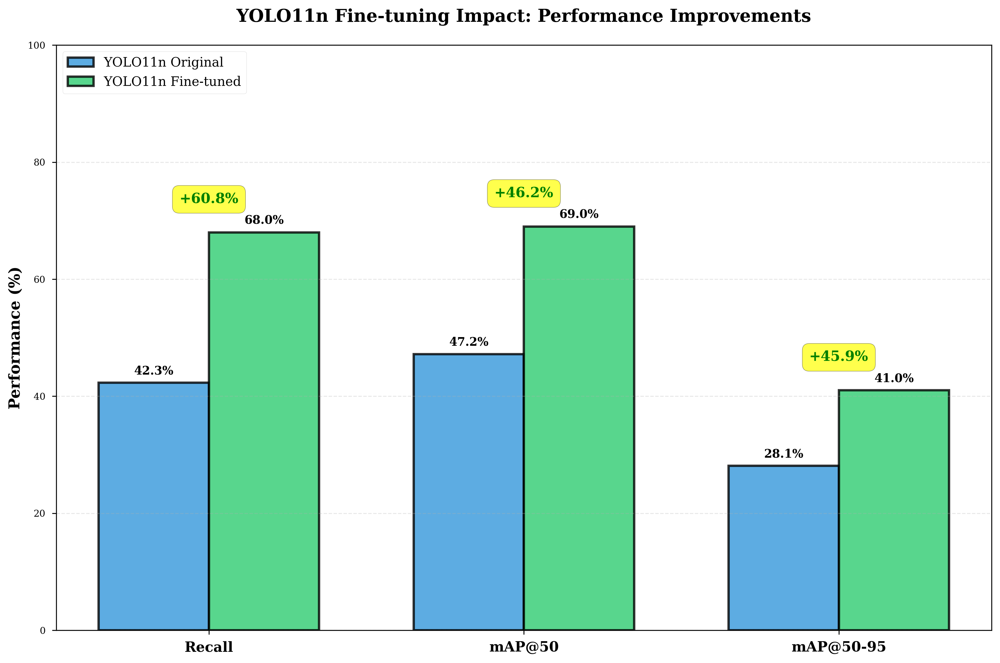 YOLO11n Fine-tuning Impact: Performance Improvements
YOLO11n Original
YOLO11n Fine-tuned
Performance (%)
100
80
60
40
20
0
+60.8%
68.0%
42.3%
+46.2%
69.0%
47.2%
+45.9%
41.0%
28.1%
Recall
mAP@50
mAP@50-95